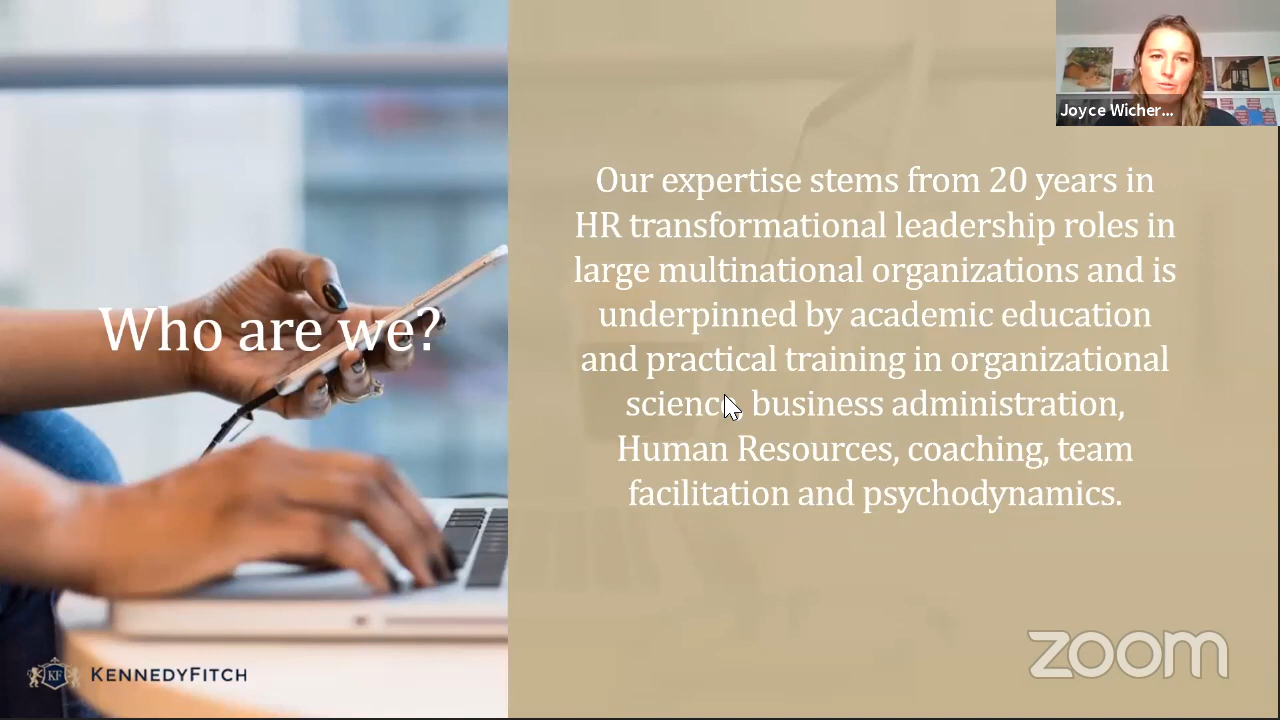 Joyce Wicher...
Who are we?
Our expertise stems from 20 years in
HR transformational leadership roles in
large multinational organizations and is
underpinned by academic education
and practical training in organizational
science, business administration,
Human Resources, coaching, team
facilitation and psychodynamics.
KF KENNEDYFITCH
zoom